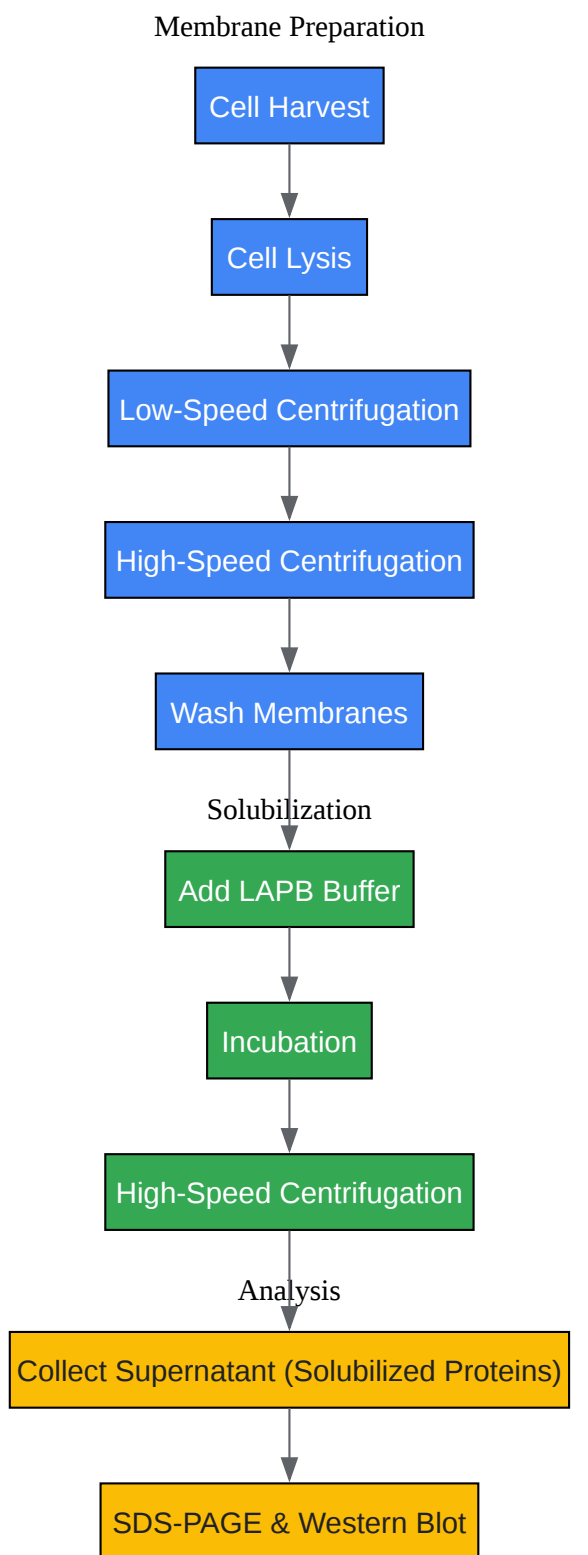 Membrane Preparation
Cell Harvest
Cell Lysis
Low-Speed Centrifugation
High-Speed Centrifugation
Wash Membranes
Solubilization
Add LAPB Buffer
Incubation
High-Speed Centrifugation
Analysis
Collect Supernatant (Solubilized Proteins)
SDS-PAGE & Western Blot